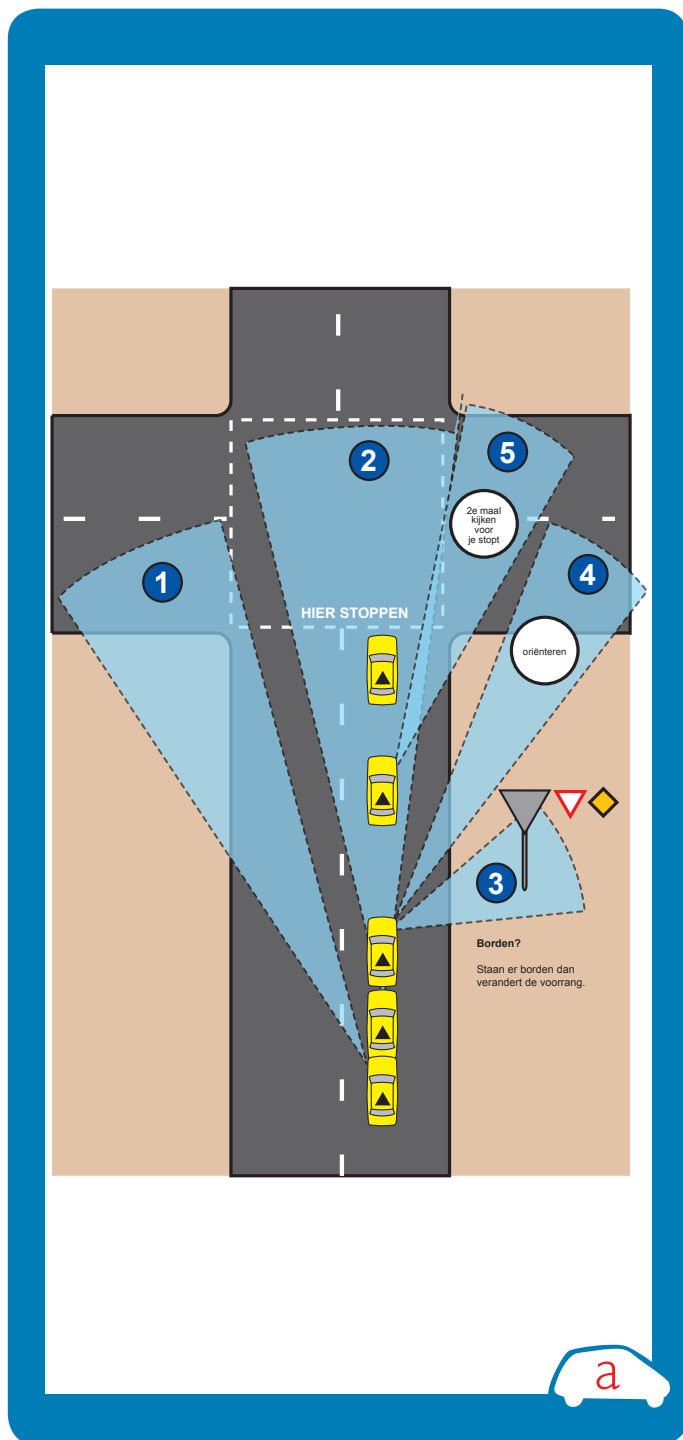 5
2
2e maal
kijken
voor
je stopt
4
1
HIER STOPPEN
oriënteren
3
Borden?
Staan er borden dan
verandert de voorrang.
a